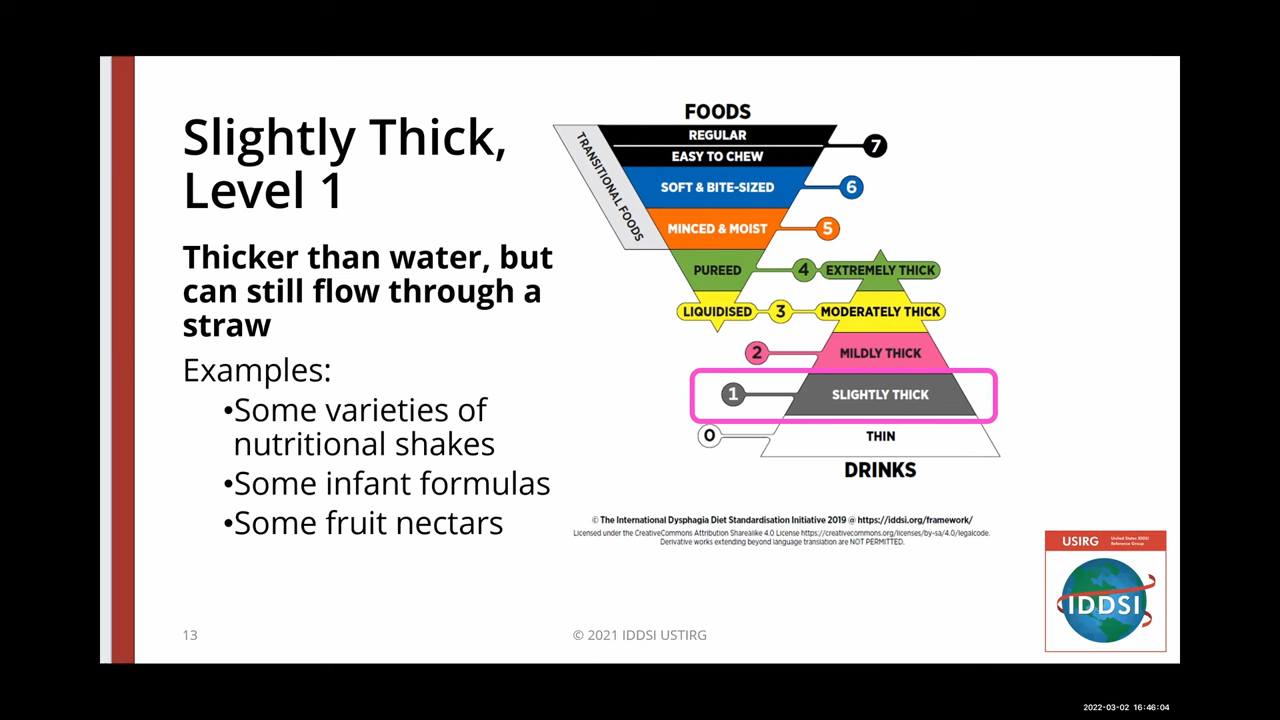 Slightly Thick,
Level 1
Thicker than water, but
can still flow through a
straw
Examples:
•Some varieties of
nutritional shakes
•Some infant formulas
•Some fruit nectars
FOODS
TRANSITIONAL FOODS
REGULAR
EASY TO CHEW
7
SOFT & BITE-SIZED
6
MINCED & MOIST
5
PUREED
4
EXTREMELY THICK
LIQUIDISED
3
MODERATELY THICK
2
MILDLY THICK
1
SLIGHTLY THICK
0
THIN
DRINKS
© The International Dysphagia Diet Standardisation Initiative 2019 @ https://iddsi.org/framework/
Licensed under the CreativeCommons Attribution Sharealike 4.0 License https://creativecommons.org/licenses/by-sa/4.0/legalcode.
Derivative works extending beyond language translation are NOT PERMITTED.
USIRG
United States IDDSI
Reference Group
IDDSI
13
© 2021 IDDSI USTIRG
2022-03-02 16:46:04